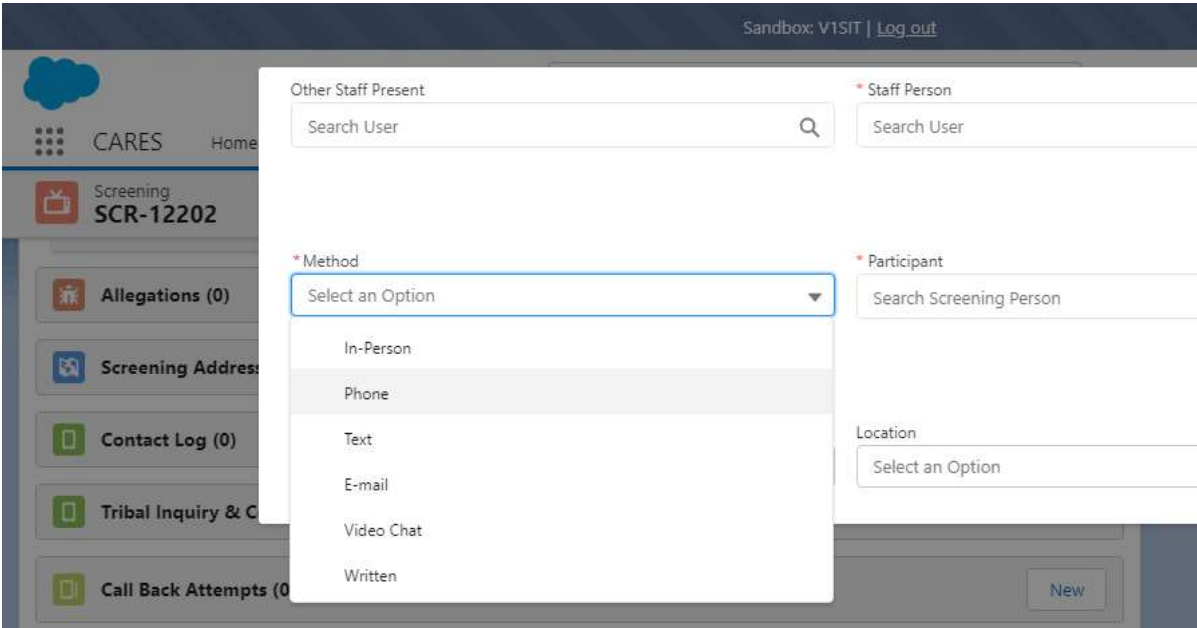 Sandbox: V1SIT | Log out
Other Staff Present
* Staff Person
Search User
Search User
CARES Home
Screening
SCR-12202
* Method
* Participant
Select an Option
Search Screening Person
Allegations (0)
In-Person
Screening Address
Phone
Contact Log (0)
Text
Location
Select an Option
E-mail
Tribal Inquiry & C
Video Chat
Written
Call Back Attempts (0
New